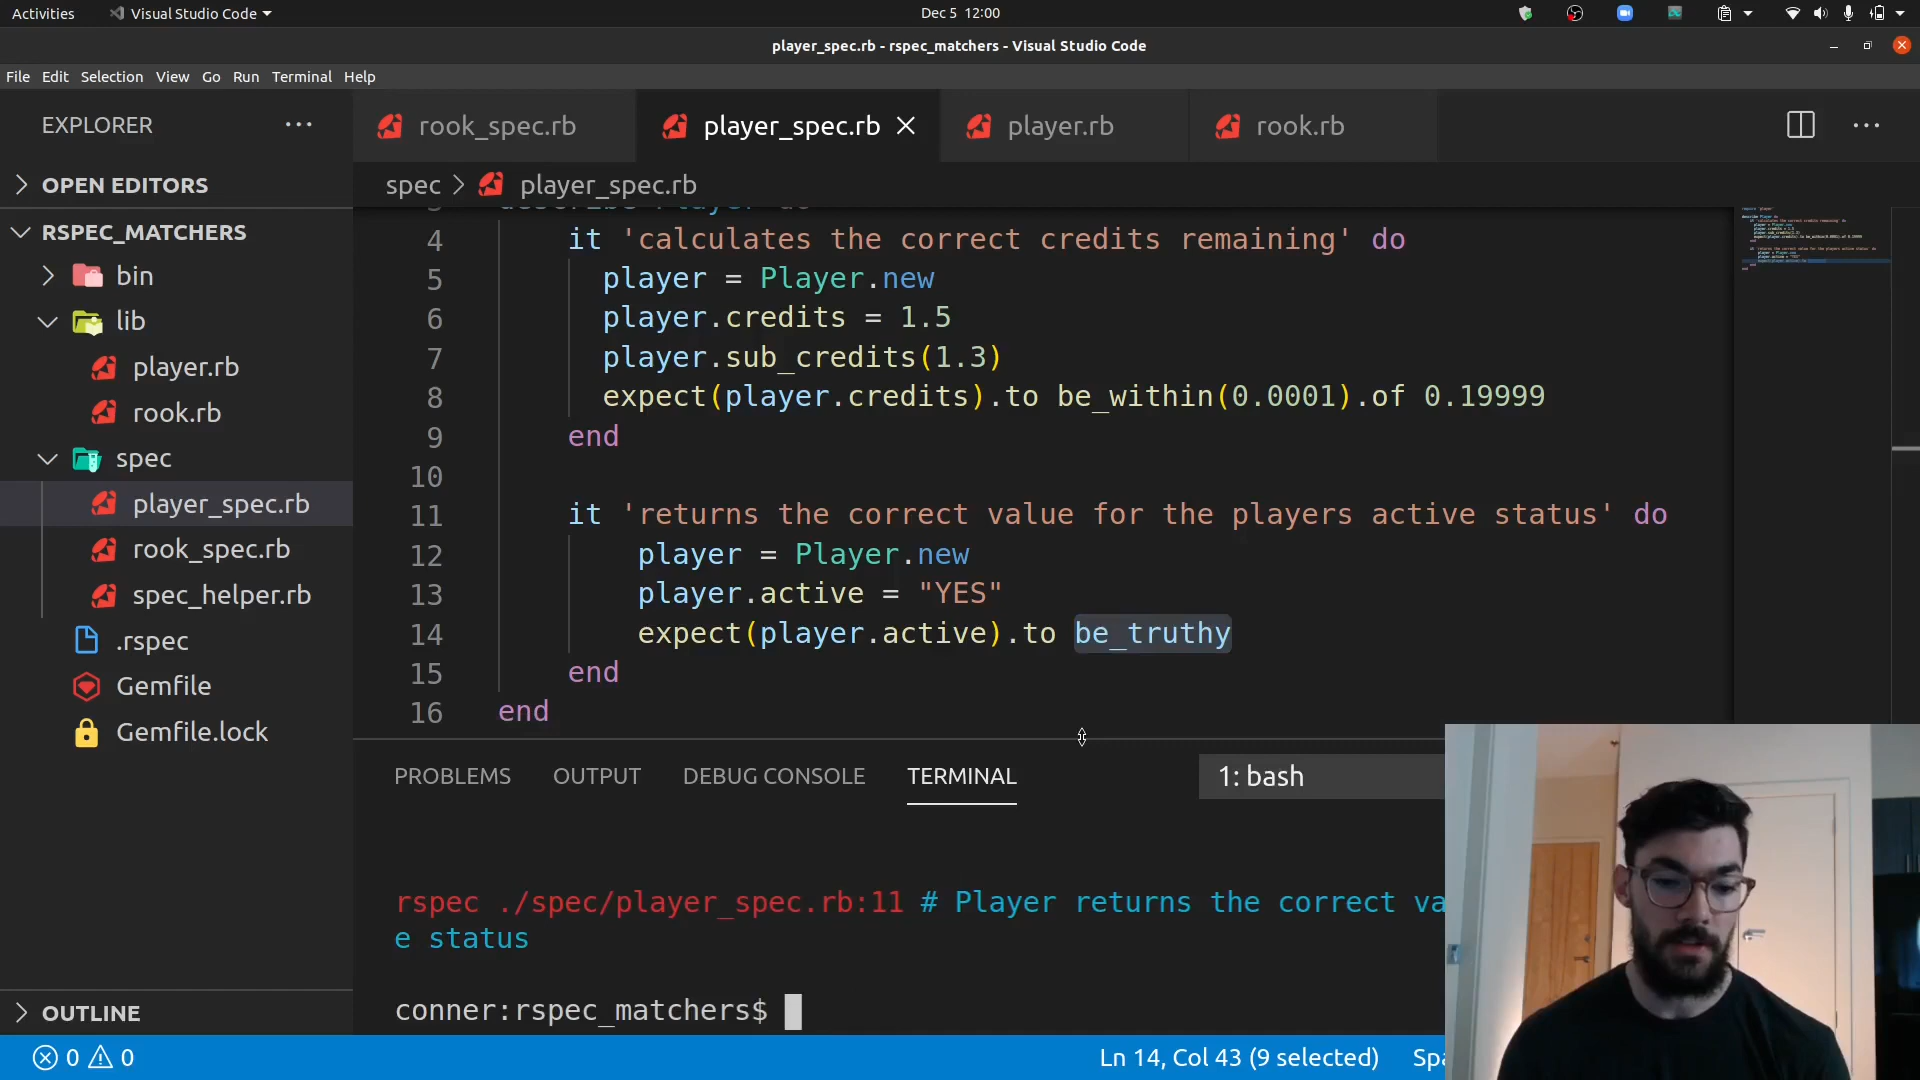 Activities Visual Studio Code Dec 5 12:00
player_spec.rb - rspec_matchers - Visual Studio Code
File Edit Selection View Go Run Terminal Help
EXPLORER
rook_spec.rb player_spec.rb player.rb rook.rb
OPEN EDITORS
spec > player_spec.rb
RSPEC_MATCHERS
bin
lib
player.rb
rook.rb
spec
player_spec.rb
rook_spec.rb
spec_helper.rb
.rspec
Gemfile
Gemfile.lock
OUTLINE
3 describe Player do
4 it 'calculates the correct credits remaining' do
5 player = Player.new
6 player.credits = 1.5
7 player.sub_credits(1.3)
8 expect(player.credits).to be_within(0.0001).of 0.19999
9 end
10
11 it 'returns the correct value for the players active status' do
12 player = Player.new
13 player.active = "YES"
14 expect(player.active).to be_truthy
15 end
16 end
PROBLEMS OUTPUT DEBUG CONSOLE TERMINAL 1: bash
rspec ./spec/player_spec.rb:11 # Player returns the correct va
e status
conner:rspec_matchers$
0 0 Ln 14, Col 43 (9 selected) Spa